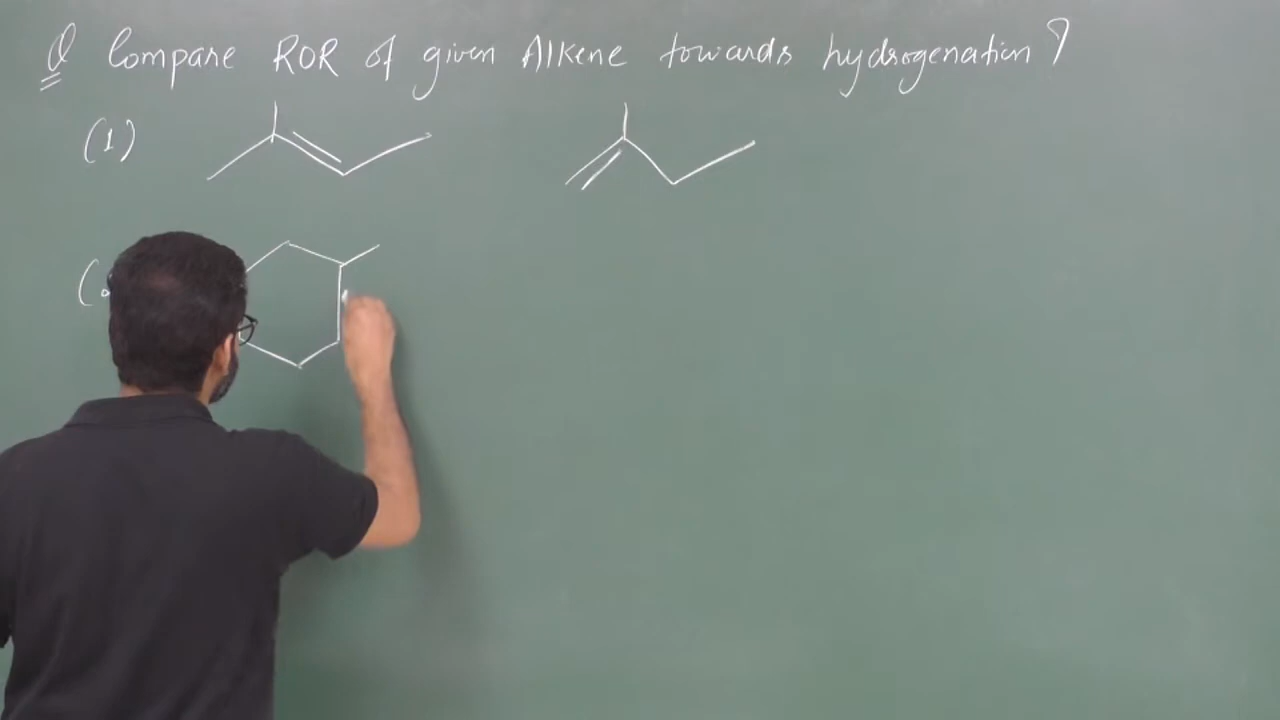 Q Compare ROR of given Alkene towards hydrogenation ?
(1)